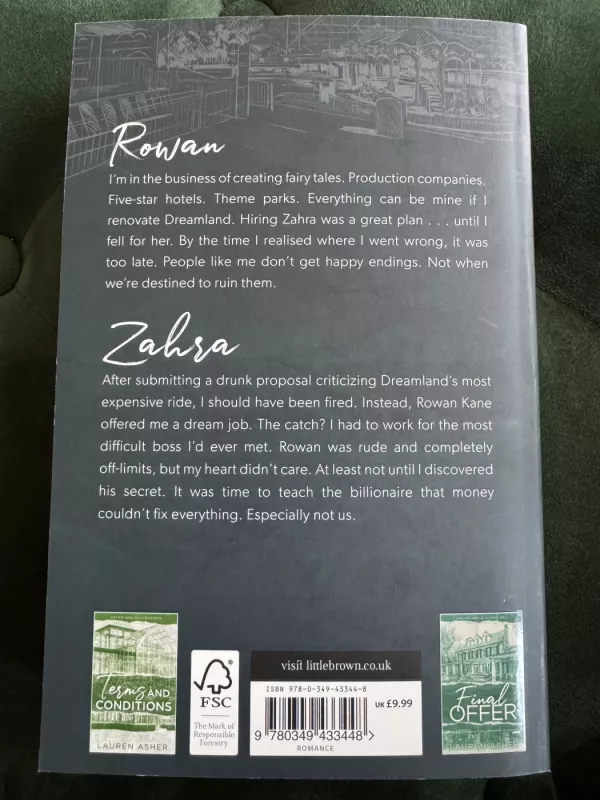 Rowan
I'm in the business of creating fairy tales. Production companies.
Five-star hotels. Theme parks. Everything can be mine if I
renovate Dreamland. Hiring Zahra was a great plan . . . until I
fell for her. By the time I realised where I went wrong, it was
too late. People like me don't get happy endings. Not when
we're destined to ruin them.
Zahra
After submitting a drunk proposal criticizing Dreamland's most
expensive ride, I should have been fired. Instead, Rowan Kane
offered me a dream job. The catch? I had to work for the most
difficult boss I'd ever met. Rowan was rude and completely
off-limits, but my heart didn't care. At least not until I discovered
his secret. It was time to teach the billionaire that money
couldn't fix everything. Especially not us.
Terms AND
CONDITIONS
LAUREN ASHER
FSC
The Mark of
Responsible
Forestry
visit littlebrown.co.uk
ISBN 978-0-349-43344-8
UK £9.99
9 780349 433448 >
ROMANCE
Final
OFFER
LAUREN ASHER